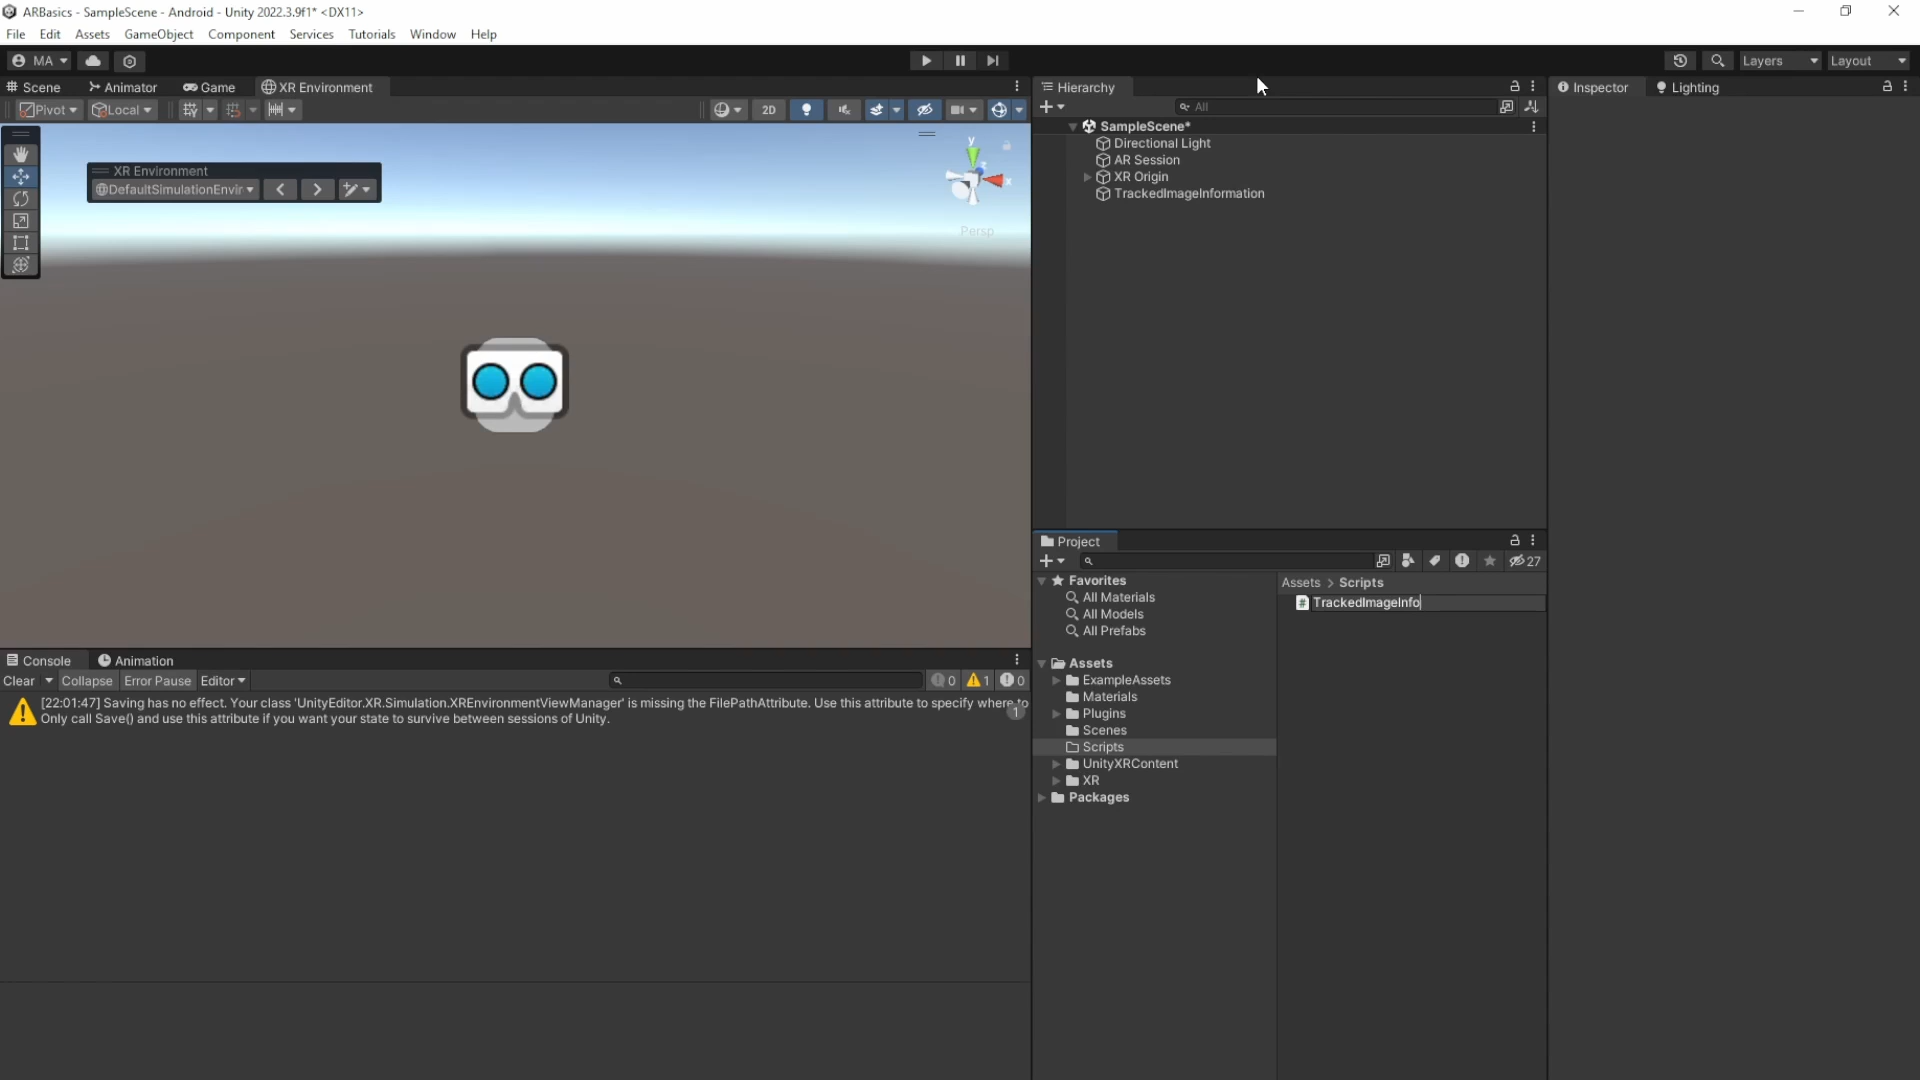 ARBasics - SampleScene - Android - Unity 2022.3.9f1* <DX11>
File Edit Assets GameObject Component Services Tutorials Window Help
MA
Layers Layout
Scene Animator Game XR Environment
Hierarchy
Inspector Lighting
Pivot Local 2D
All
SampleScene*
Directional Light
AR Session
XR Origin
TrackedImageInformation
XR Environment
DefaultSimulationEnvir
y
z
x
Persp
Project
27
Favorites
All Materials
All Models
All Prefabs
Assets > Scripts
TrackedImageInfo
Assets
ExampleAssets
Materials
Plugins
Scenes
Scripts
UnityXRContent
XR
Packages
Console Animation
Clear Collapse Error Pause Editor 0 1 0
[22:01:47] Saving has no effect. Your class 'UnityEditor.XR.Simulation.XREnvironmentViewManager' is missing the FilePathAttribute. Use this attribute to specify where to
Only call Save() and use this attribute if you want your state to survive between sessions of Unity.
1